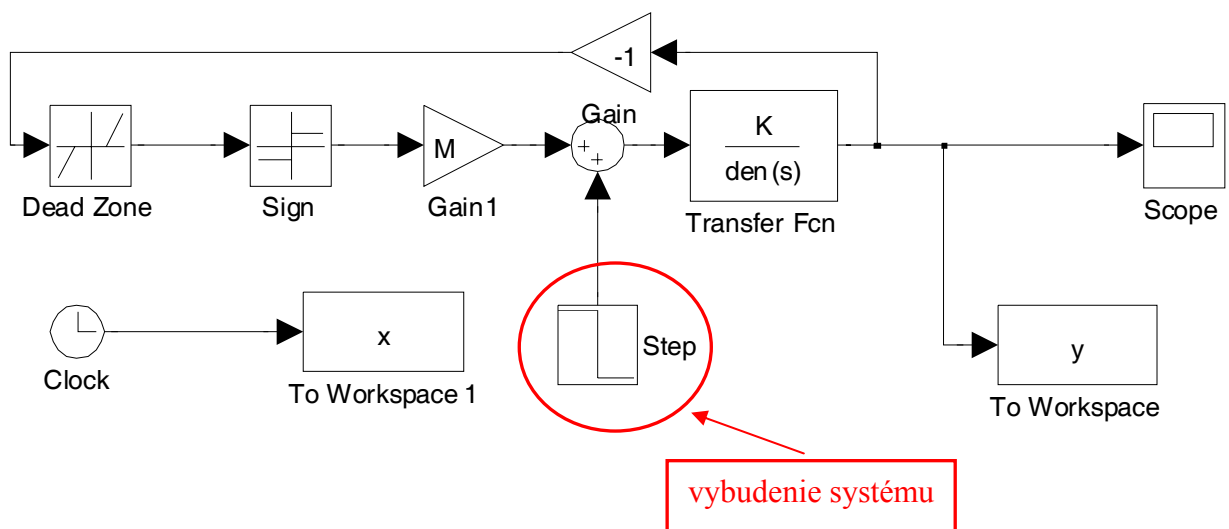 -1
Gain
Dead Zone
Sign
M
Gain1
+
+
K
den(s)
Transfer Fcn
Scope
Clock
x
To Workspace 1
Step
y
To Workspace
vybudenie systému